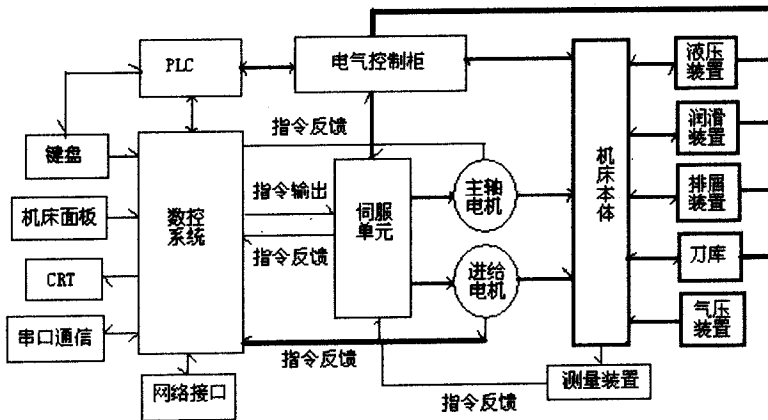 PLC
电气控制柜
液压
装置
指令反馈
润滑
装置
键盘
机床本体
主轴
电机
指令输出
伺服
单元
排屑
装置
机床面板
数控
系统
指令反馈
进给
电机
刀库
CRT
气压
装置
串口通信
指令反馈
测量装置
网络接口
指令反馈